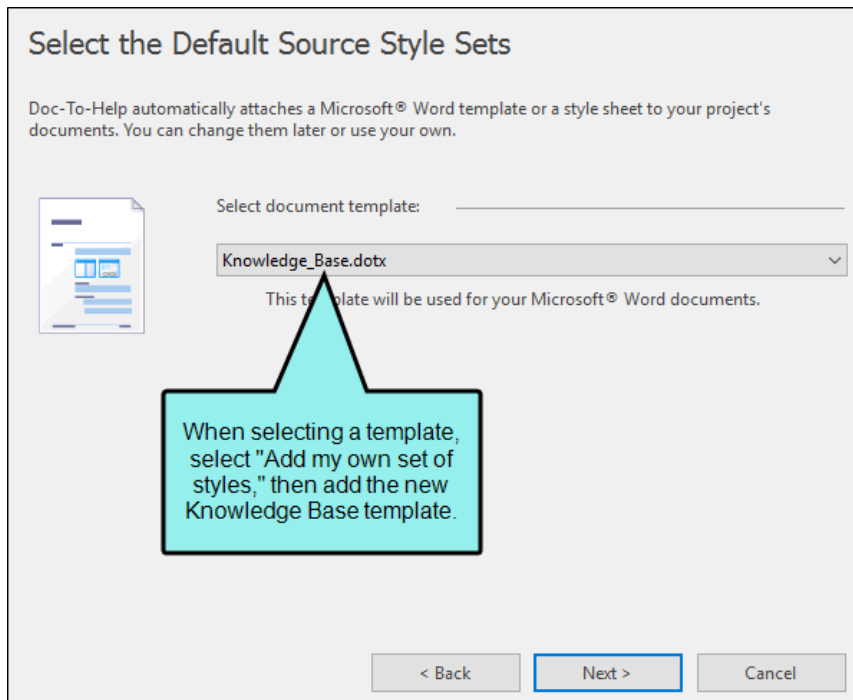 Select the Default Source Style Sets
Doc-To-Help automatically attaches a Microsoft® Word template or a style sheet to your project's
documents. You can change them later or use your own.
Select document template:
Knowledge_Base.dotx
This te plate will be used for your Microsoft® Word documents.
When selecting a template,
select "Add my own set of
styles," then add the new
Knowledge Base template.
< Back
Next >
Cancel